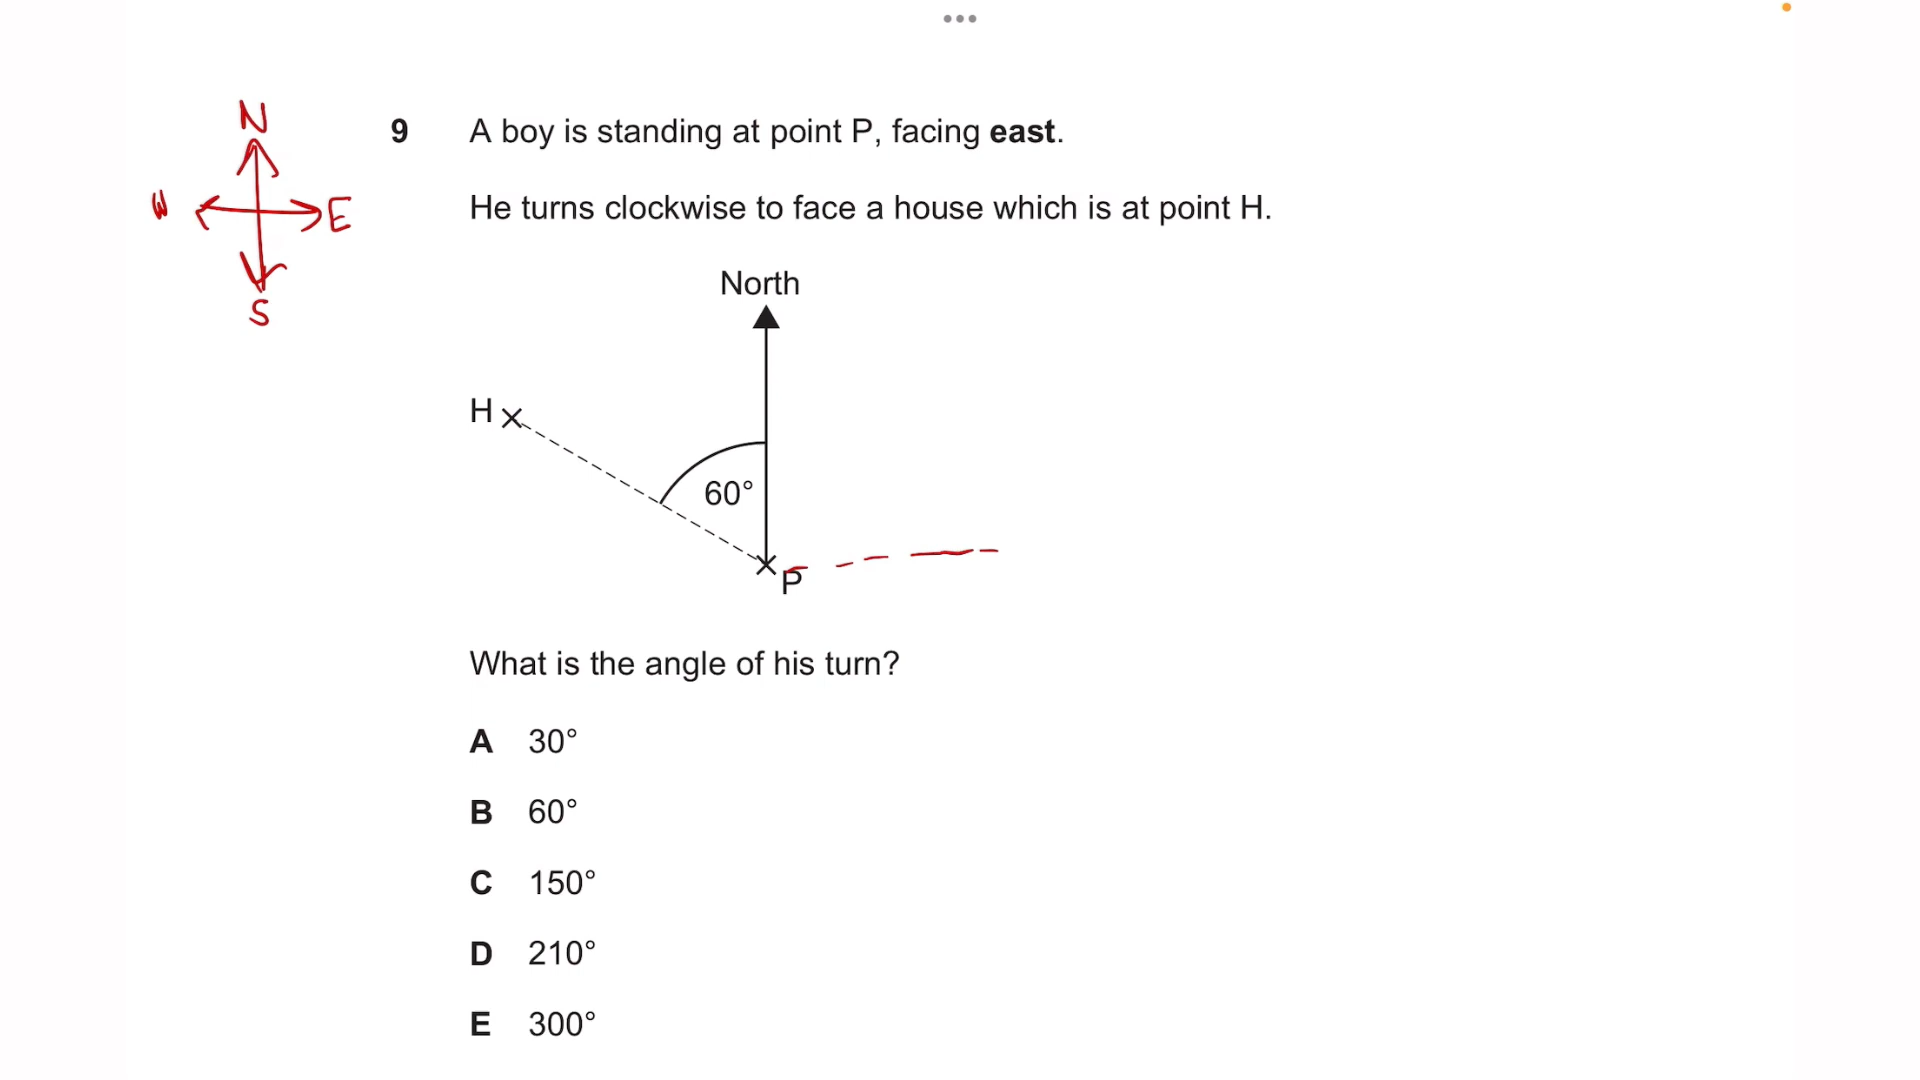 N
W E
S
9 A boy is standing at point P, facing east.
He turns clockwise to face a house which is at point H.
North
H
60°
P
What is the angle of his turn?
A 30°
B 60°
C 150°
D 210°
E 300°